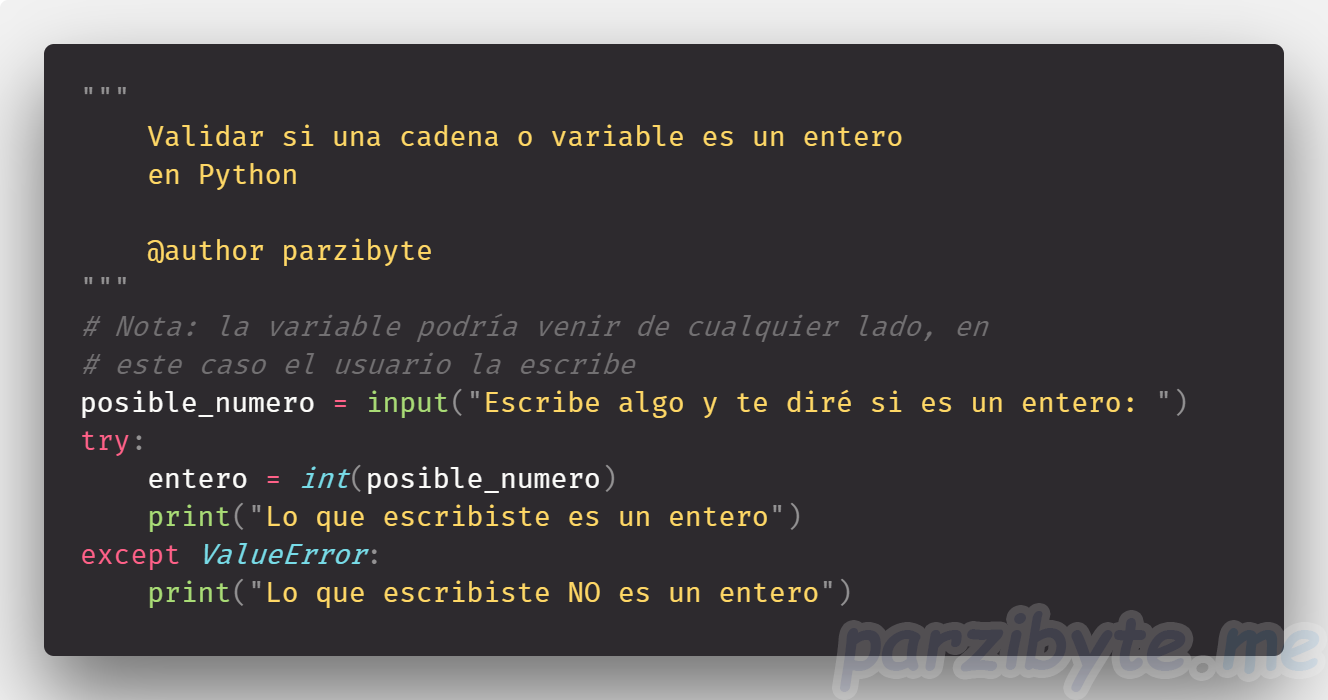 """
    Validar si una cadena o variable es un entero
    en Python

    @author parzibyte
"""
# Nota: la variable podría venir de cualquier lado, en
# este caso el usuario la escribe
posible_numero = input("Escribe algo y te diré si es un entero: ")
try:
    entero = int(posible_numero)
    print("Lo que escribiste es un entero")
except ValueError:
    print("Lo que escribiste NO es un entero")
parzibyte.me